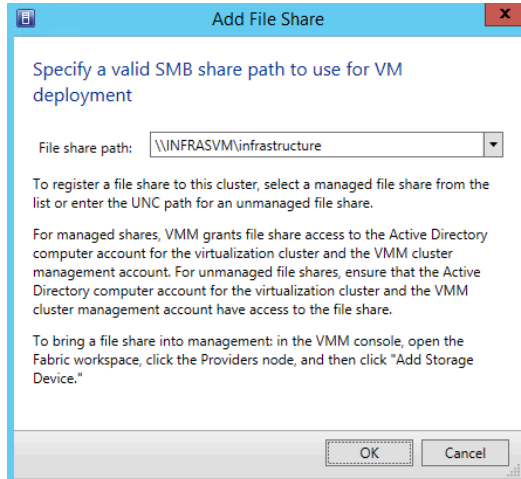 Add File Share
x
Specify a valid SMB share path to use for VM
deployment
File share path: \\INFRASVM\infrastructure
To register a file share to this cluster, select a managed file share from the
list or enter the UNC path for an unmanaged file share.
For managed shares, VMM grants file share access to the Active Directory
computer account for the virtualization cluster and the VMM cluster
management account. For unmanaged file shares, ensure that the Active
Directory computer account for the virtualization cluster and the VMM
cluster management account have access to the file share.
To bring a file share into management: in the VMM console, open the
Fabric workspace, click the Providers node, and then click "Add Storage
Device."
OK Cancel